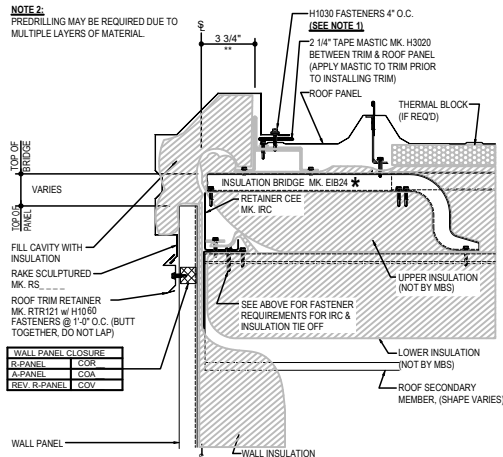 NOTE 2:
PREDRILLING MAY BE REQUIRED DUE TO
MULTIPLE LAYERS OF MATERIAL.
3 3/4"
**
H1030 FASTENERS 4" O.C.
(SEE NOTE 1)
2 1/4" TAPE MASTIC MK. H3020
BETWEEN TRIM & ROOF PANEL
(APPLY MASTIC TO TRIM PRIOR
TO INSTALLING TRIM)
ROOF PANEL
THERMAL BLOCK
(IF REQ'D)
TOP OF
BRIDGE
VARIES
TOP OF
PANEL
INSULATION BRIDGE MK. EIB24 *
RETAINER CEE
MK. IRC
FILL CAVITY WITH
INSULATION
RAKE SCULPTURED
MK. RS____
ROOF TRIM RETAINER
MK. RTR121 w/ H1060
FASTENERS @ 1'-0" O.C. (BUTT
TOGETHER, DO NOT LAP)
UPPER INSULATION
(NOT BY MBS)
SEE ABOVE FOR FASTENER
REQUIREMENTS FOR IRC &
INSULATION TIE OFF
WALL PANEL CLOSURE
R-PANEL COR__
A-PANEL COA__
REV. R-PANEL COV__
LOWER INSULATION
(NOT BY MBS)
ROOF SECONDARY
MEMBER, (SHAPE VARIES)
WALL PANEL
WALL INSULATION